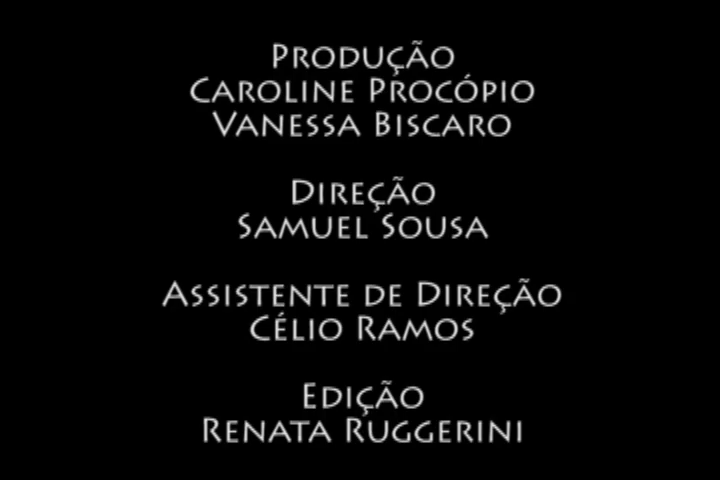 Produção
Caroline Procópio
Vanessa Biscaro
Direção
Samuel Sousa
Assistente de Direção
Célio Ramos
Edição
Renata Ruggerini